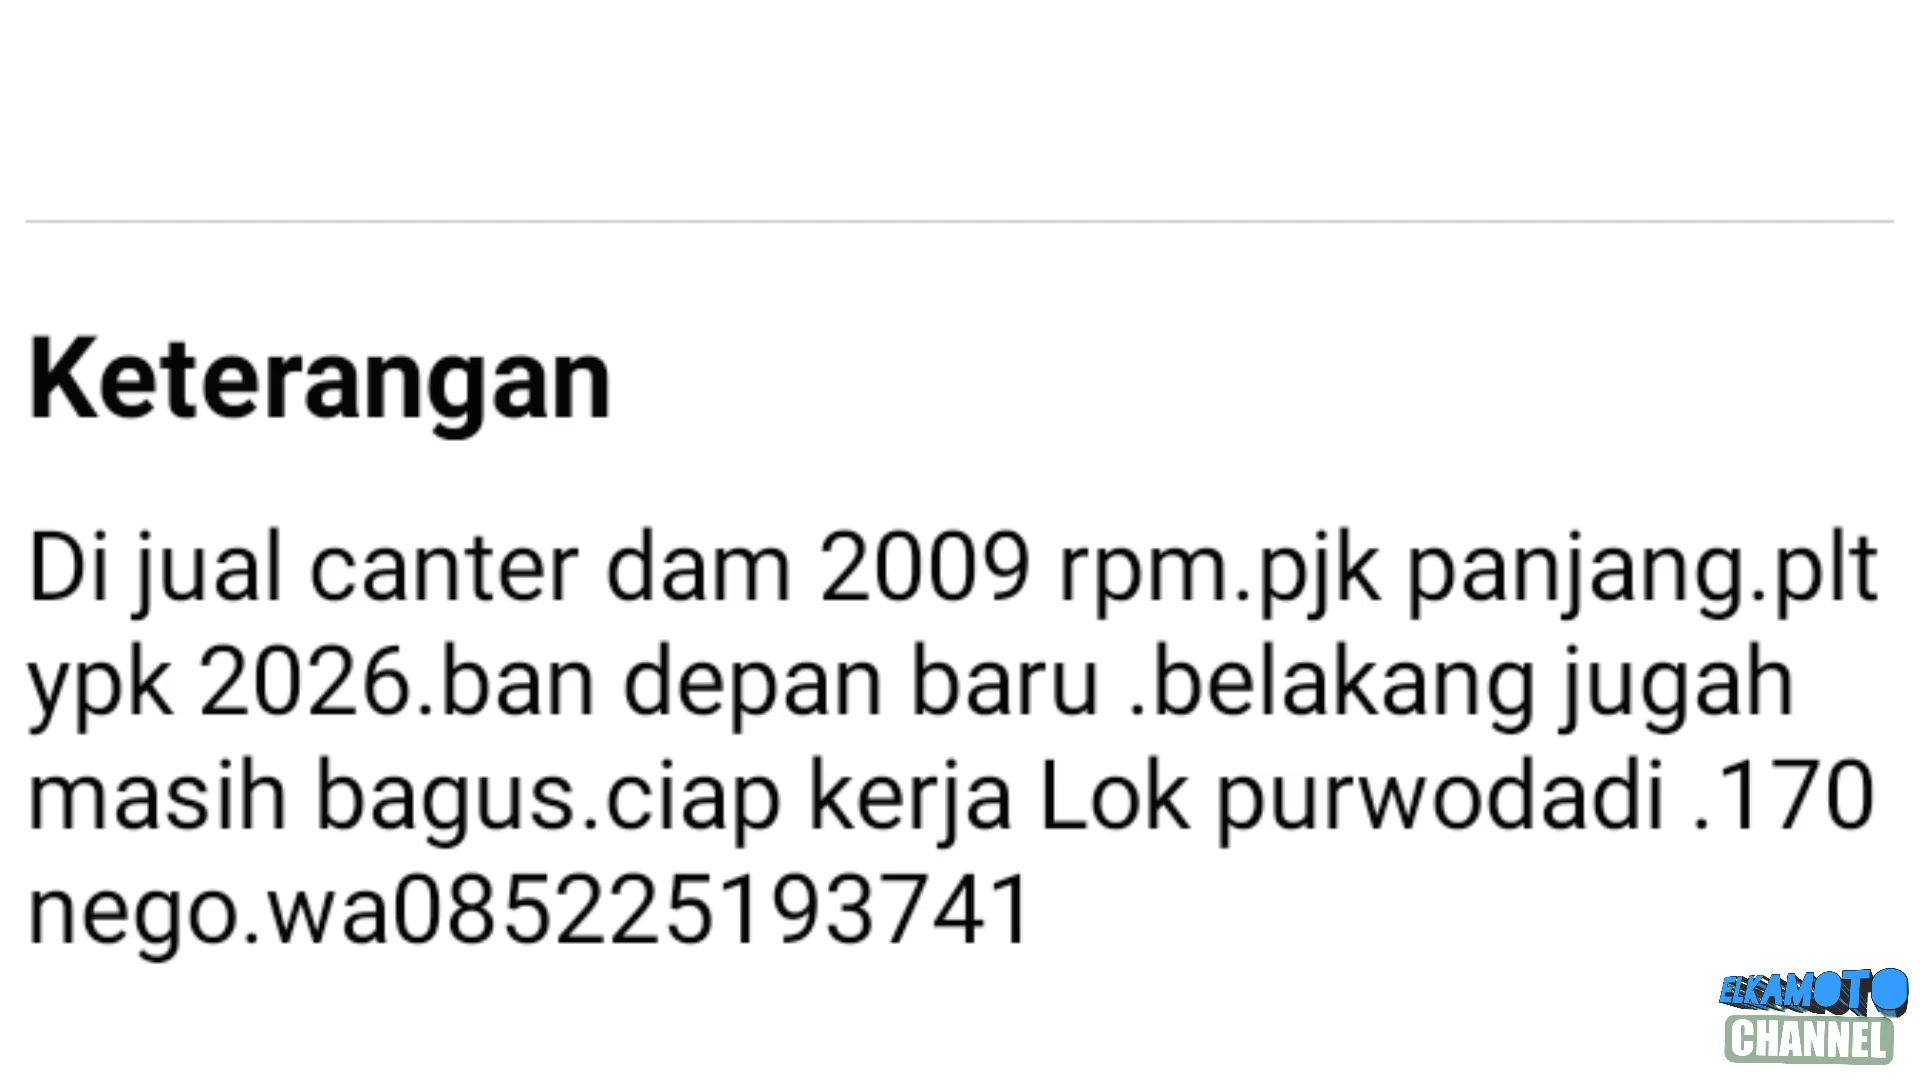 Keterangan
Di jual canter dam 2009 rpm.pjk panjang.plt
ypk 2026.ban depan baru .belakang jugah
masih bagus.ciap kerja Lok purwodadi .170
nego.wa085225193741
ELKAMOTO
CHANNEL